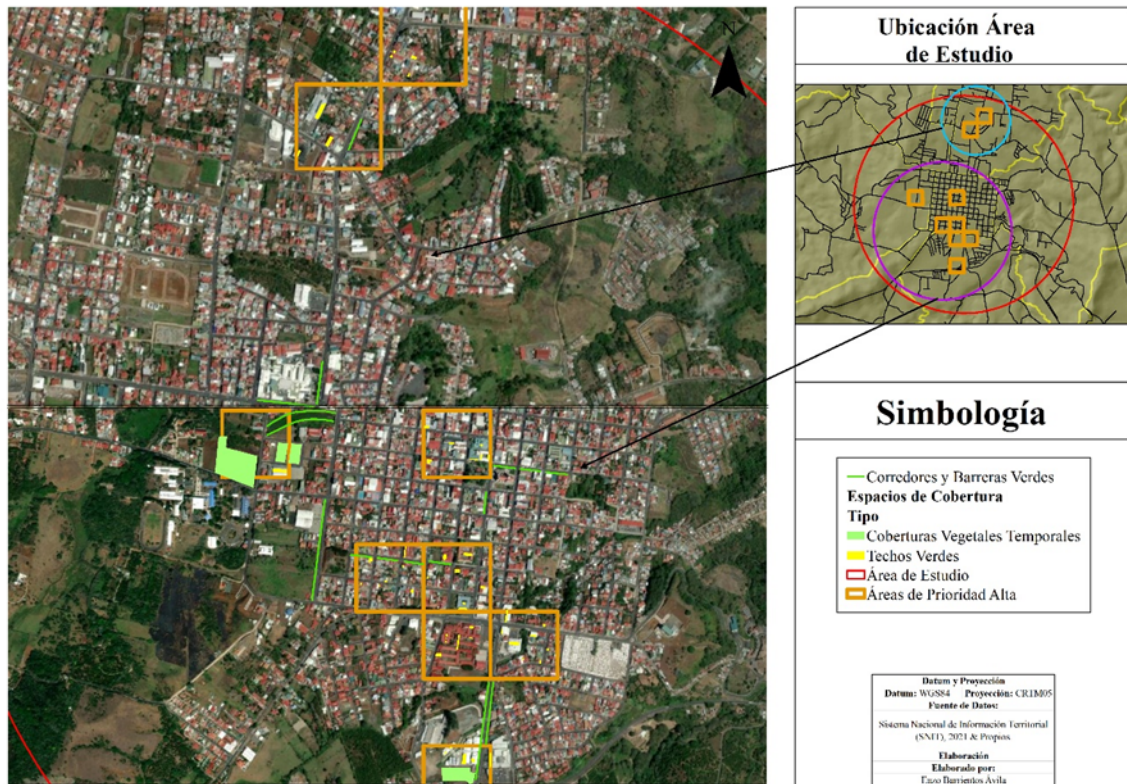 N
Ubicación Área
de Estudio
Simbología
Corredores y Barreras Verdes
Espacios de Cobertura
Tipo
Coberturas Vegetales Temporales
Techos Verdes
Área de Estudio
Áreas de Prioridad Alta
Datum y Proyección
Datum: WGS84 Proyección: CRTM05
Fuente de Datos:
Sistema Nacional de Información Territorial
(SNIT), 2021 & Propios
Elaboración
Elaborado por:
Enzo Barrientos Ávila